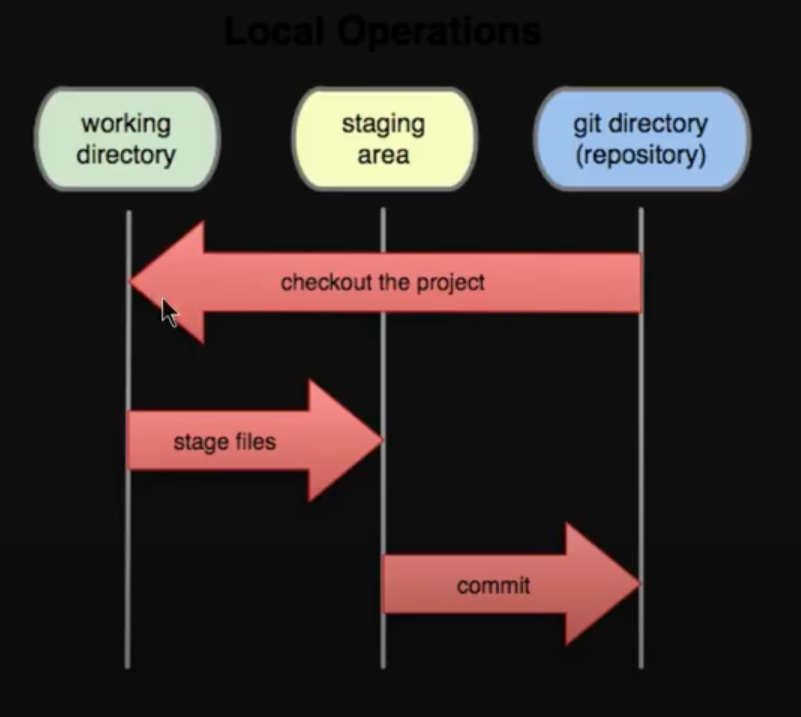 Local Operations
working
directory
staging
area
git directory
(repository)
checkout the project
stage files
commit